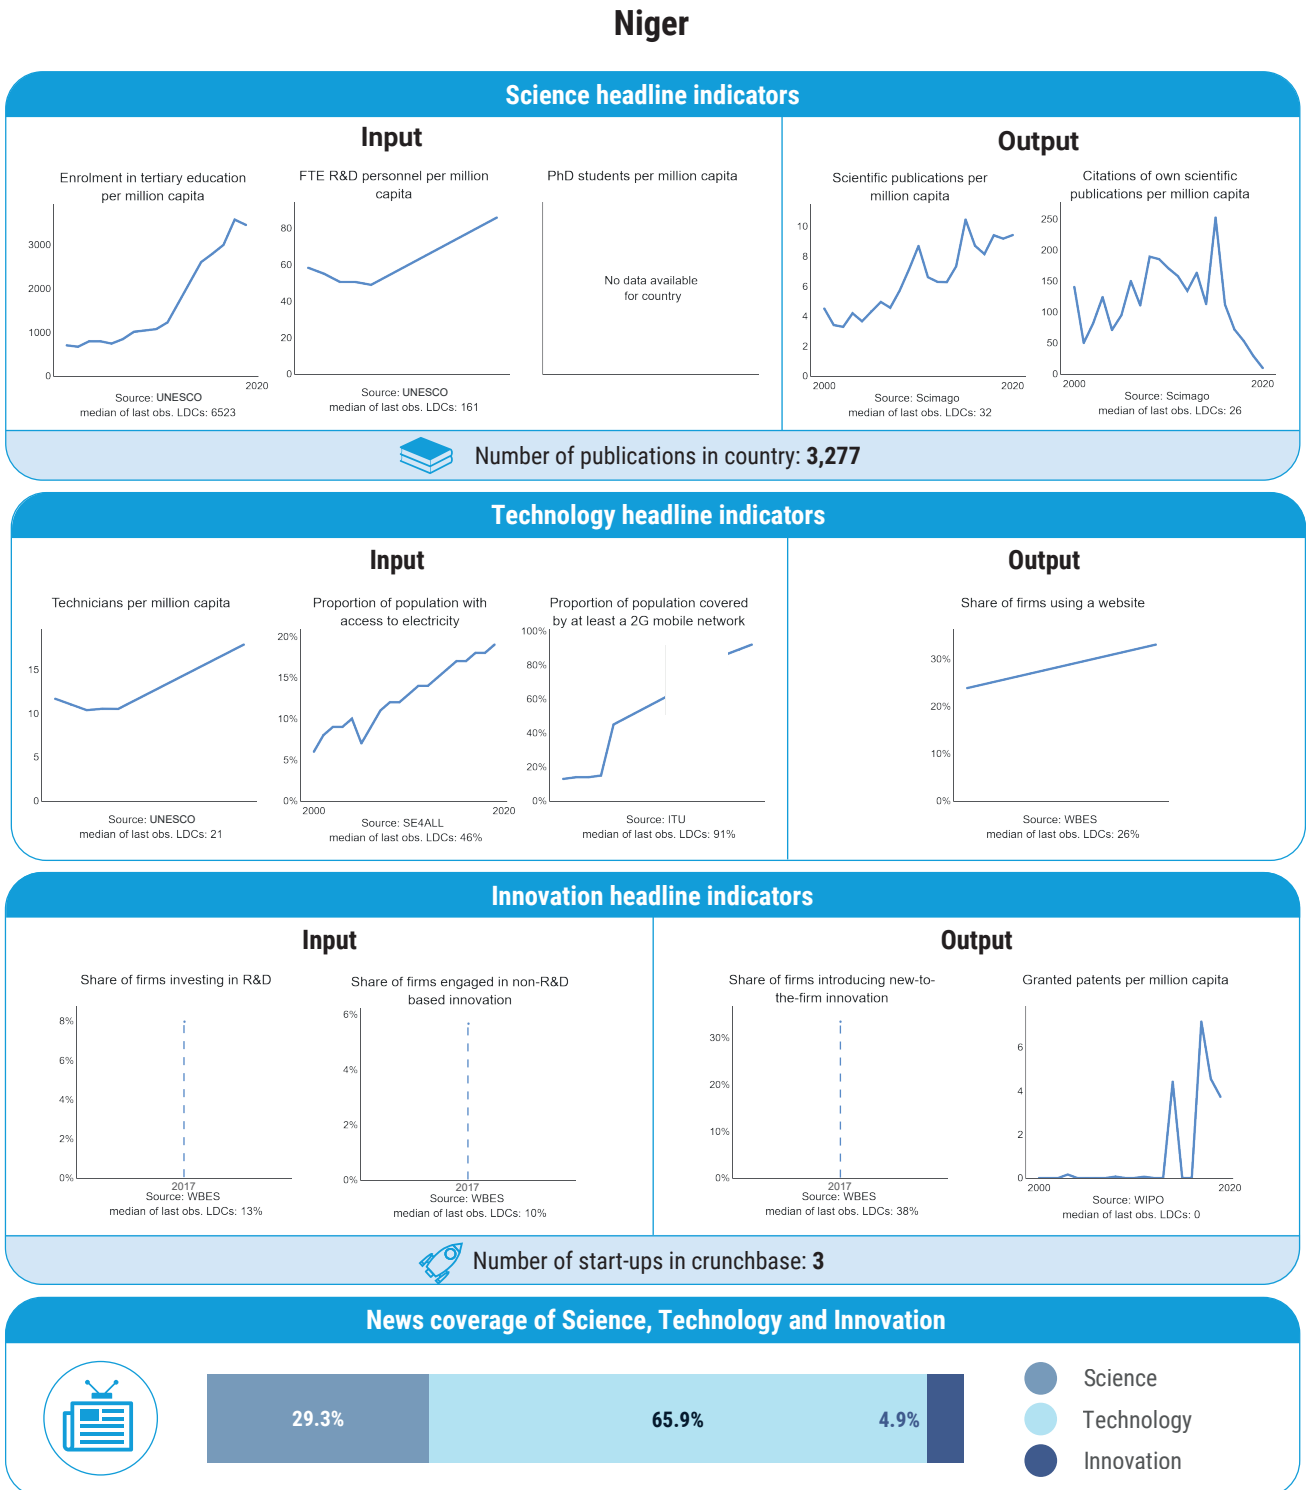 Niger
Science headline indicators
Input
Enrolment in tertiary education
per million capita
3000
2000
1000
0
2020
Source: UNESCO
median of last obs. LDCs: 6523
FTE R&D personnel per million
capita
80
60
40
20
0
Source: UNESCO
median of last obs. LDCs: 161
PhD students per million capita
No data available
for country
Output
Scientific publications per
million capita
10
8
6
4
2
0
2000
2020
Source: Scimago
median of last obs. LDCs: 32
Citations of own scientific
publications per million capita
250
200
150
100
50
0
2000
2020
Source: Scimago
median of last obs. LDCs: 26
Number of publications in country: 3,277
Technology headline indicators
Input
Technicians per million capita
15
10
5
0
Source: UNESCO
median of last obs. LDCs: 21
Proportion of population with
access to electricity
20%
15%
10%
5%
0%
2000
2020
Source: SE4ALL
median of last obs. LDCs: 46%
Proportion of population covered
by at least a 2G mobile network
100%
80%
60%
40%
20%
0%
Source: ITU
median of last obs. LDCs: 91%
Output
Share of firms using a website
30%
20%
10%
0%
Source: WBES
median of last obs. LDCs: 26%
Innovation headline indicators
Input
Share of firms investing in R&D
8%
6%
4%
2%
0%
2017
Source: WBES
median of last obs. LDCs: 13%
Share of firms engaged in non-R&D
based innovation
6%
4%
2%
0%
2017
Source: WBES
median of last obs. LDCs: 10%
Output
Share of firms introducing new-to-
the-firm innovation
30%
20%
10%
0%
2017
Source: WBES
median of last obs. LDCs: 38%
Granted patents per million capita
6
4
2
0
2000
2020
Source: WIPO
median of last obs. LDCs: 0
Number of start-ups in crunchbase: 3
News coverage of Science, Technology and Innovation
29.3%
65.9%
4.9%
Science
Technology
Innovation